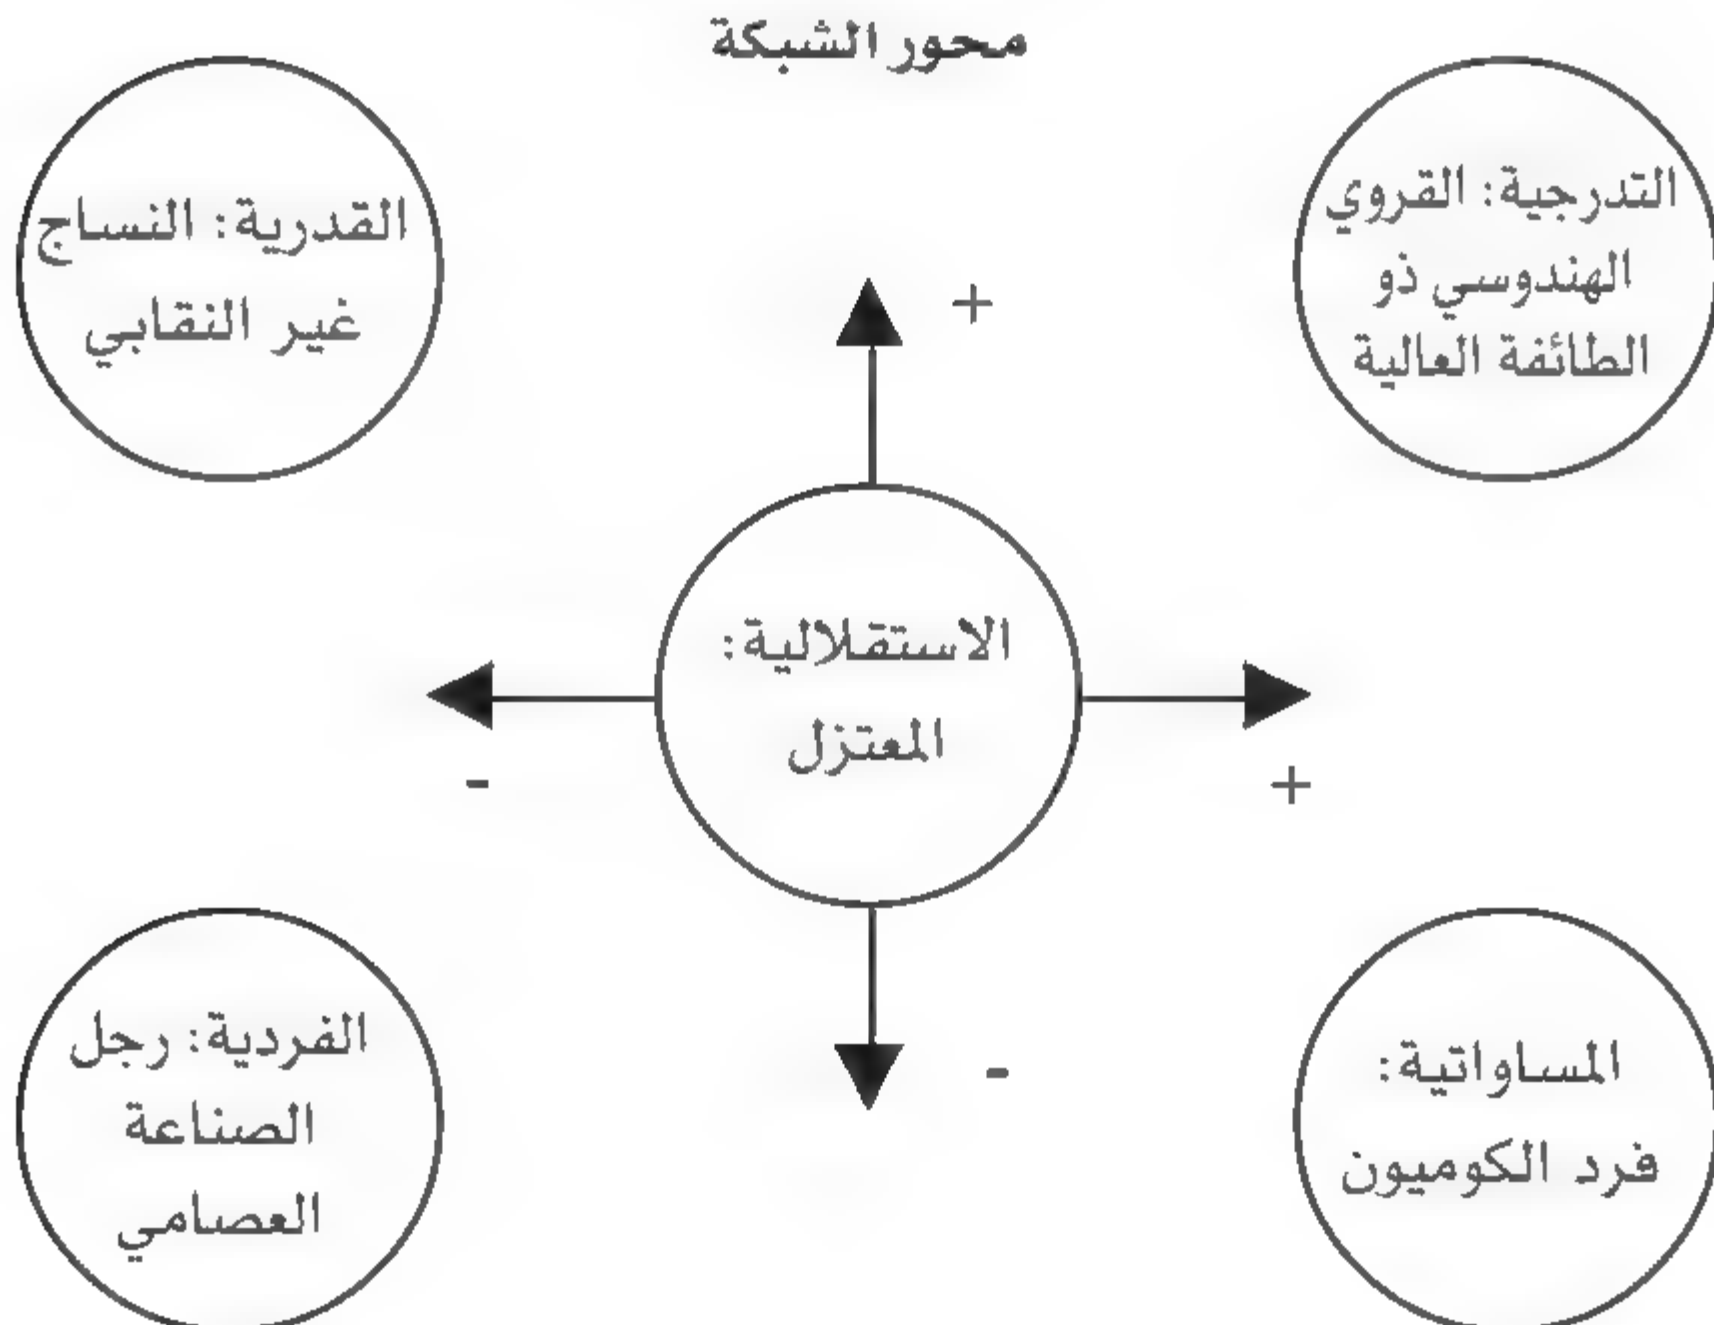 محور الشبكة
التدرجية: القروي
الهندوسي ذو
الطائفة العالية
القدرية: النساج
غير النقابي
+
الاستقلالية:
المعتزل
+
-
-
المساواتية:
فرد الكوميون
الفردية: رجل
الصناعة
العصامي